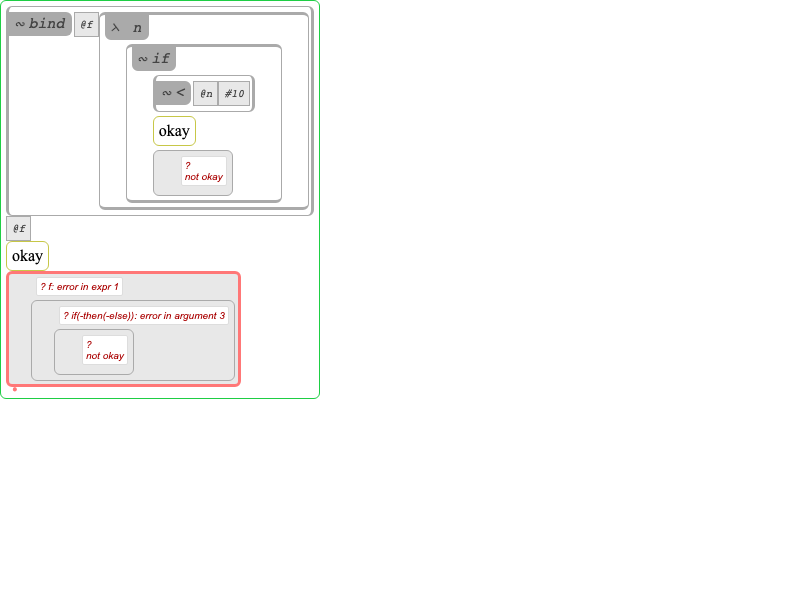 ~ bind @f λ n
~ if
~ < @n #10
okay
?
not okay
@f
okay
? f: error in expr 1
? if(-then(-else)): error in argument 3
?
not okay